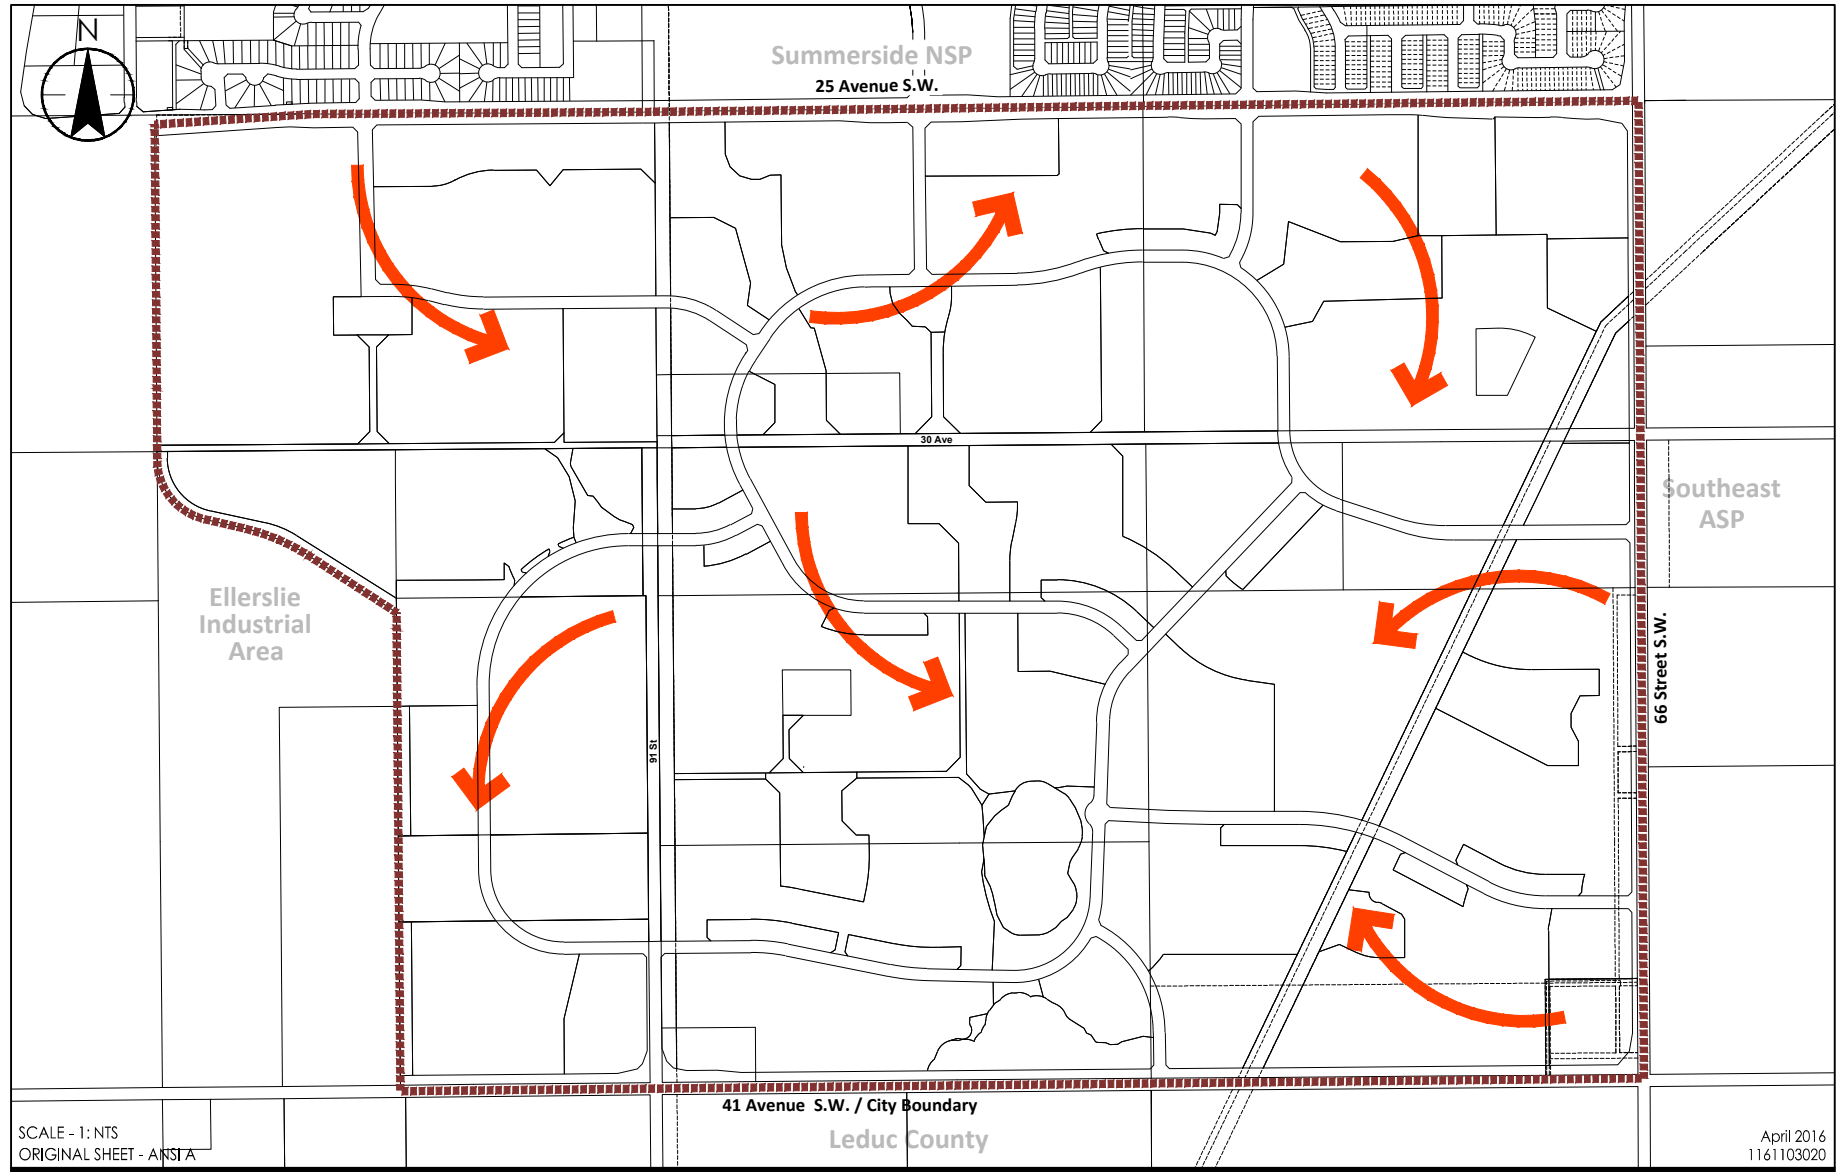 N
Summerside NSP
25 Avenue S.W.
30 Ave
Southeast
ASP
Ellerslie
Industrial
Area
66 Street S.W.
91 St
41 Avenue S.W. / City Boundary
Leduc County
SCALE - 1: NTS
ORIGINAL SHEET - ANSI A
April 2016
1161103020